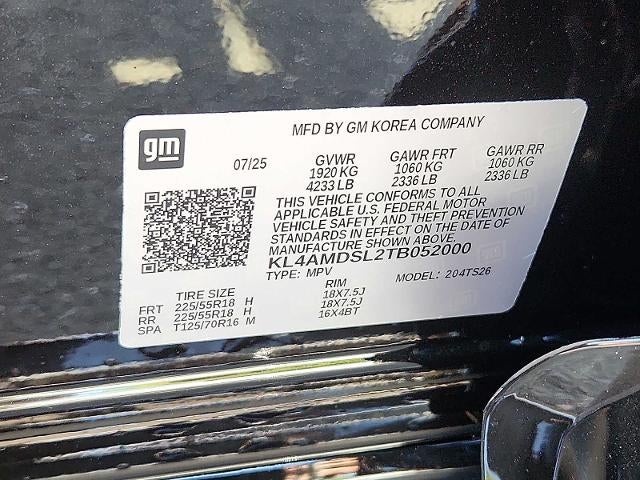 gm
MFD BY GM KOREA COMPANY
07/25 GVWR GAWR FRT GAWR RR
1920 KG 1060 KG 1060 KG
4233 LB 2336 LB 2336 LB
THIS VEHICLE CONFORMS TO ALL
APPLICABLE U.S. FEDERAL MOTOR
VEHICLE SAFETY AND THEFT PREVENTION
STANDARDS IN EFFECT ON THE DATE OF
MANUFACTURE SHOWN ABOVE.
KL4AMDSL2TB052000
TYPE: MPV MODEL: 204TS26
TIRE SIZE RIM
FRT 225/55R18 H 18X7.5J
RR 225/55R18 H 18X7.5J
SPA T125/70R16 M 16X4BT